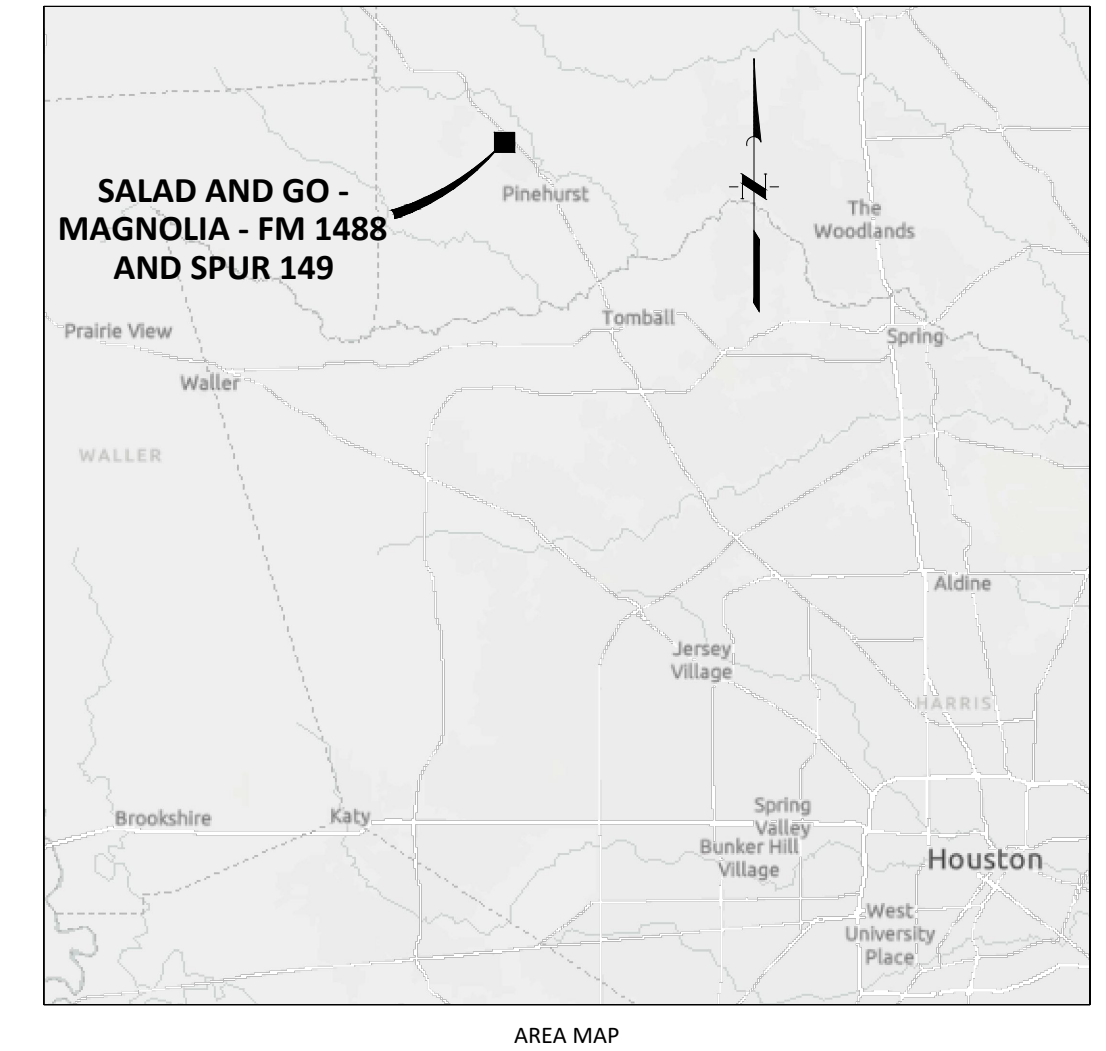 SALAD AND GO -
MAGNOLIA - FM 1488
AND SPUR 149
Pinehurst
The
Woodlands
N
Prairie View
Tomball
Spring
Waller
WALLER
Aldine
Jersey
Village
HARRIS
Brookshire
Katy
Spring
Valley
Bunker Hill
Village
Houston
West
University
Place
AREA MAP